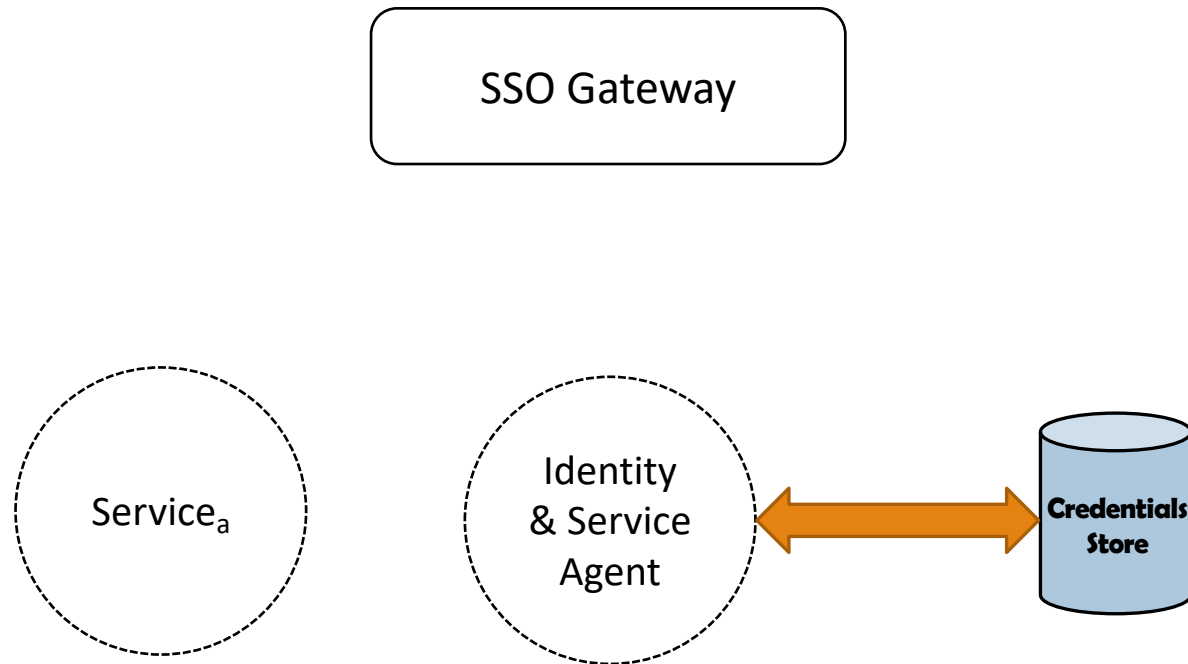 SSO Gateway
Serviceₐ
Identity
& Service
Agent
Credentials
Store